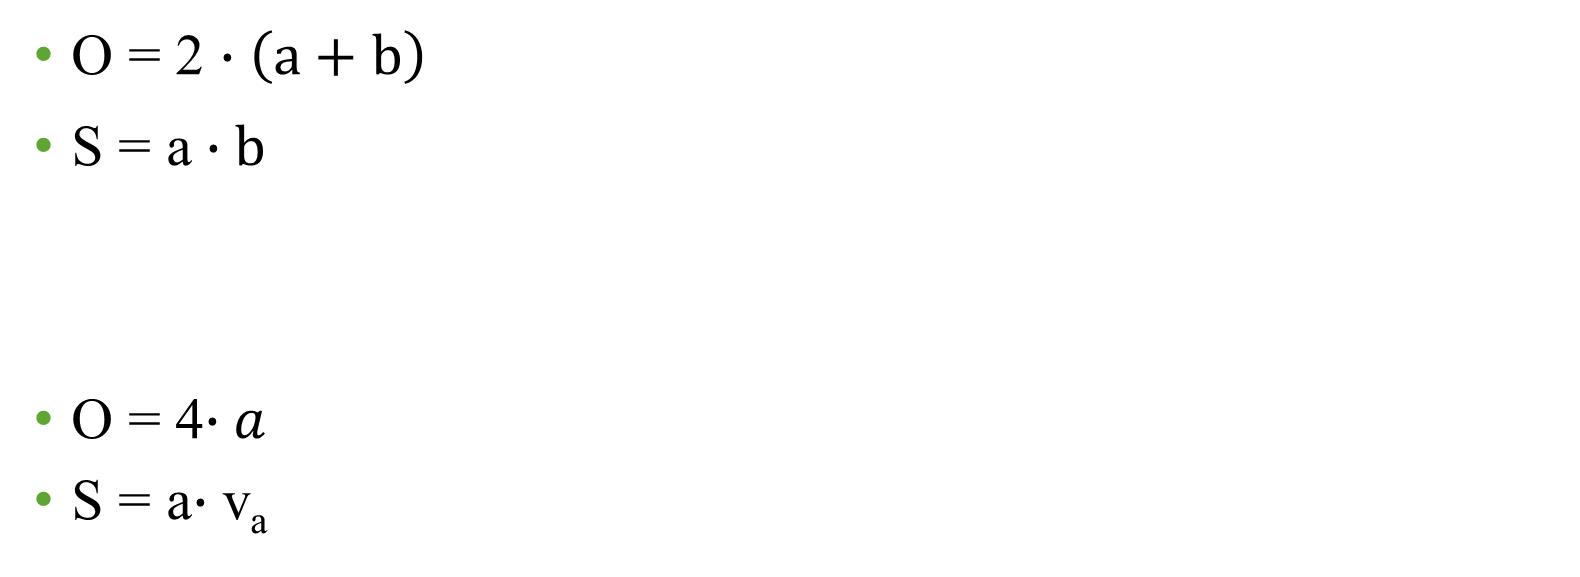 • O = 2 · (a + b)
• S = a · b
• O = 4· a
• S = a· vₐ